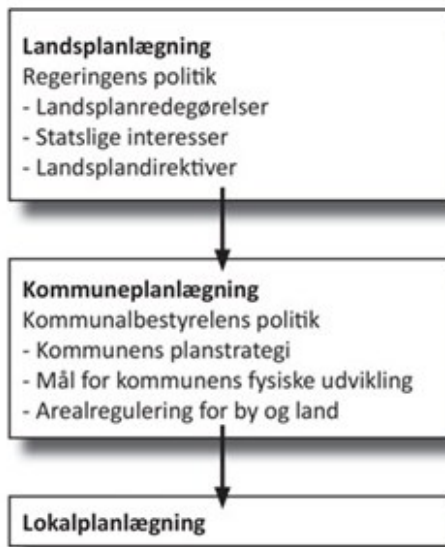 Landsplanlægning
Regeringens politik
- Landsplanredegørelser
- Statslige interesser
- Landsplandirektiver
Kommuneplanlægning
Kommunalbestyrelens politik
- Kommunens planstrategi
- Mål for kommunens fysiske udvikling
- Arealregulering for by og land
Lokalplanlægning